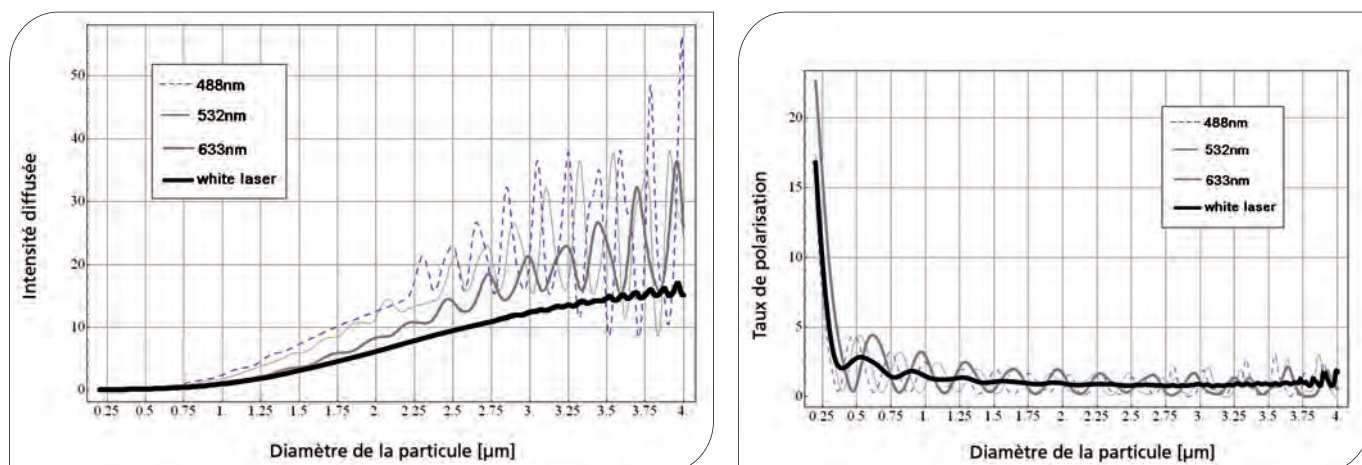 Intensité diffusée
50
40
30
20
10
0
488nm
532nm
633nm
white laser
0.25 0.5 0.75 1. 1.25 1.5 1.75 2. 2.25 2.5 2.75 3. 3.25 3.5 3.75 4.
Diamètre de la particule [µm]
Taux de polarisation
20
15
10
5
0
488nm
532nm
633nm
white laser
0.25 0.5 0.75 1. 1.25 1.5 1.75 2. 2.25 2.5 2.75 3. 3.25 3.5 3.75 4.
Diamètre de la particule [µm]